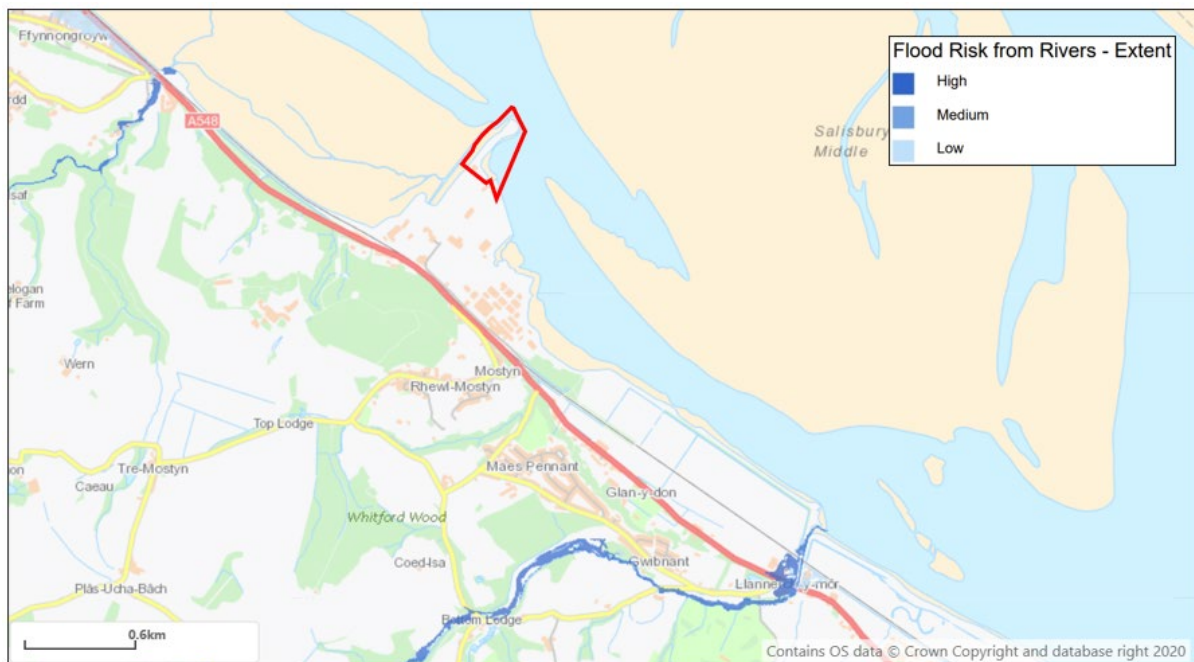 Ffynnongroyw
Flood Risk from Rivers - Extent
High
Medium
Low
A548
Salisbury
Middle
Wern
Mostyn
Rhewl-Mostyn
Top Lodge
Tre-Mostyn
Caeau
Maes Pennant
Glan-y-don
Whitford Wood
Coed-Isa
Gwibnant
Plâs-Ucha-Bâch
Bottom Lodge
0.6km
Contains OS data © Crown Copyright and database right 2020